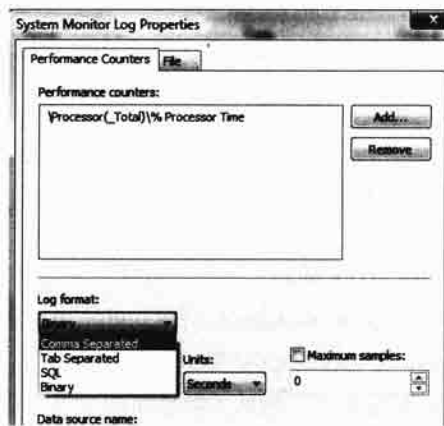 System Monitor Log Properties
x
Performance Counters File
Performance counters:
\Processor(_Total)\% Processor Time
Add...
Remove
Log format:
Binary
Comma Separated
Tab Separated
SQL
Binary
Units:
Seconds
Maximum samples:
0
Data source name: